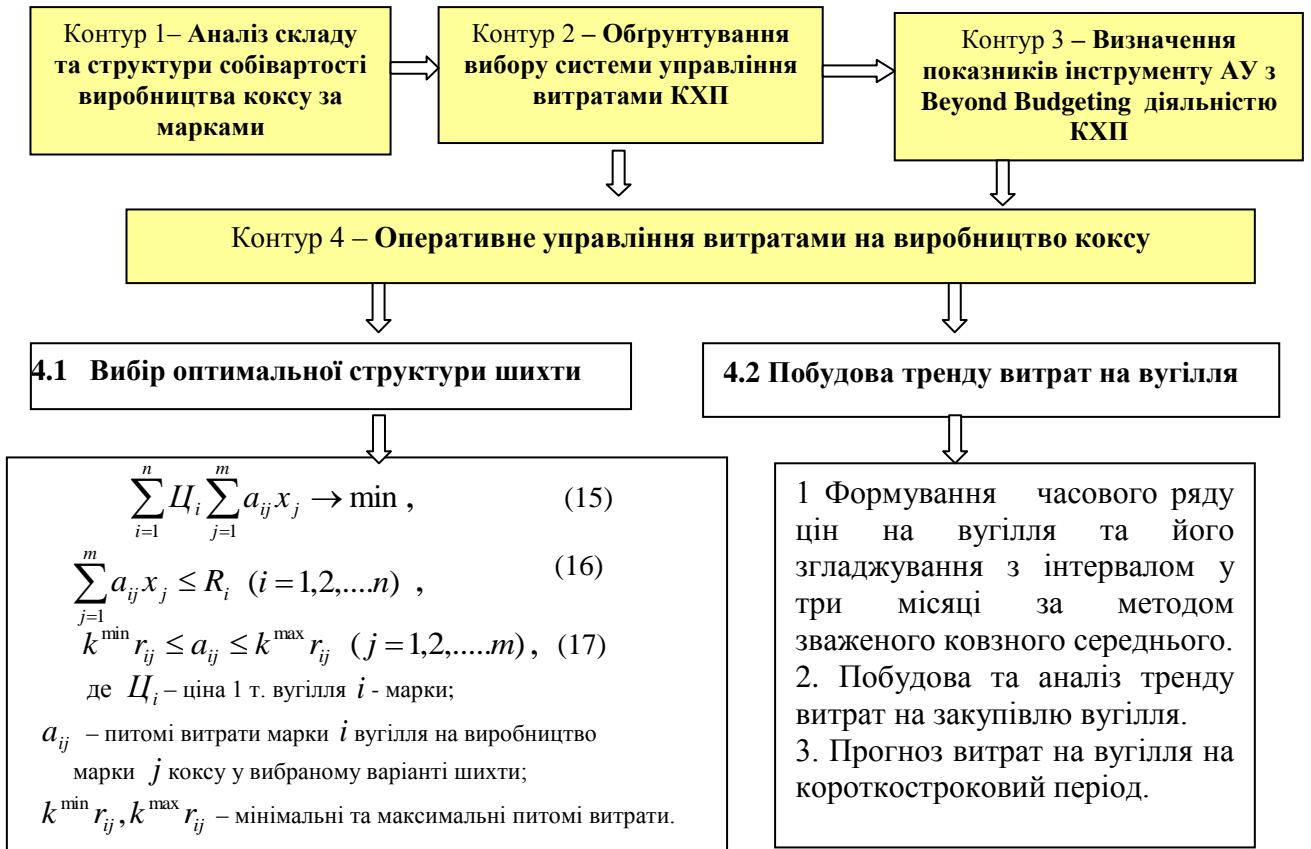 Контур 1– Аналіз складу
та структури собівартості
виробництва коксу за
марками
Контур 2 – Обґрунтування
вибору системи управління
витратами КХП
Контур 3 – Визначення
показників інструменту АУ з
Beyond Budgeting діяльністю
КХП
Контур 4 – Оперативне управління витратами на виробництво коксу
4.1 Вибір оптимальної структури шихти
4.2 Побудова тренду витрат на вугілля
\sum_{i=1}^{n} Ц_i \sum_{j=1}^{m} a_{ij} x_j → min , (15)
\sum_{j=1}^{m} a_{ij} x_j ≤ R_i (i = 1,2,....n) , (16)
k^{min} r_{ij} ≤ a_{ij} ≤ k^{max} r_{ij} (j = 1,2,.....m) , (17)
де Ц_i – ціна 1 т. вугілля i - марки;
a_{ij} – питомі витрати марки i вугілля на виробництво
марки j коксу у вибраному варіанті шихти;
k^{min} r_{ij} , k^{max} r_{ij} – мінімальні та максимальні питомі витрати.
1 Формування часового ряду
цін на вугілля та його
згладжування з інтервалом у
три місяці за методом
зваженого ковзного середнього.
2. Побудова та аналіз тренду
витрат на закупівлю вугілля.
3. Прогноз витрат на вугілля на
короткостроковий період.